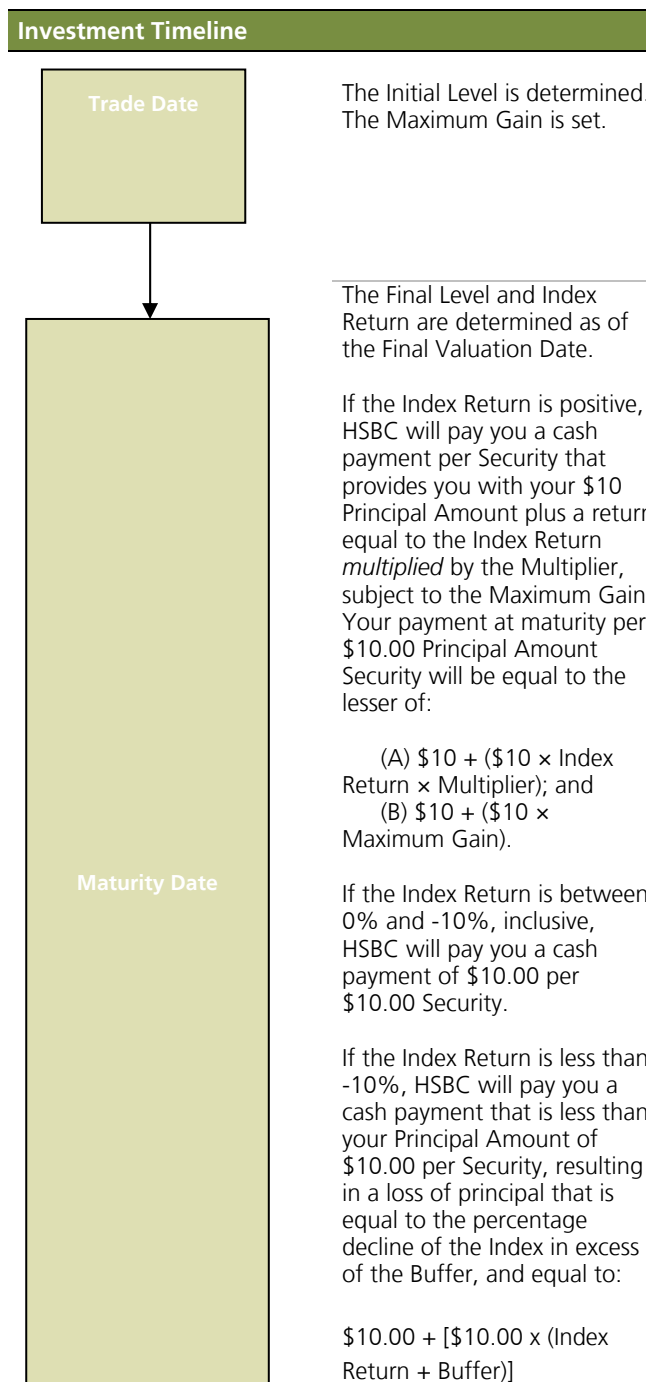 Investment Timeline
Trade Date
The Initial Level is determined.
The Maximum Gain is set.
The Final Level and Index
Return are determined as of
the Final Valuation Date.
If the Index Return is positive,
HSBC will pay you a cash
payment per Security that
provides you with your $10
Principal Amount plus a return
equal to the Index Return
multiplied by the Multiplier,
subject to the Maximum Gain
Your payment at maturity per
$10.00 Principal Amount
Security will be equal to the
lesser of:
(A) $10 + ($10 × Index
Return × Multiplier); and
(B) $10 + ($10 ×
Maximum Gain).
Maturity Date
If the Index Return is between
0% and -10%, inclusive,
HSBC will pay you a cash
payment of $10.00 per
$10.00 Security.
If the Index Return is less than
-10%, HSBC will pay you a
cash payment that is less than
your Principal Amount of
$10.00 per Security, resulting
in a loss of principal that is
equal to the percentage
decline of the Index in excess
of the Buffer, and equal to:
$10.00 + [$10.00 x (Index
Return + Buffer)]